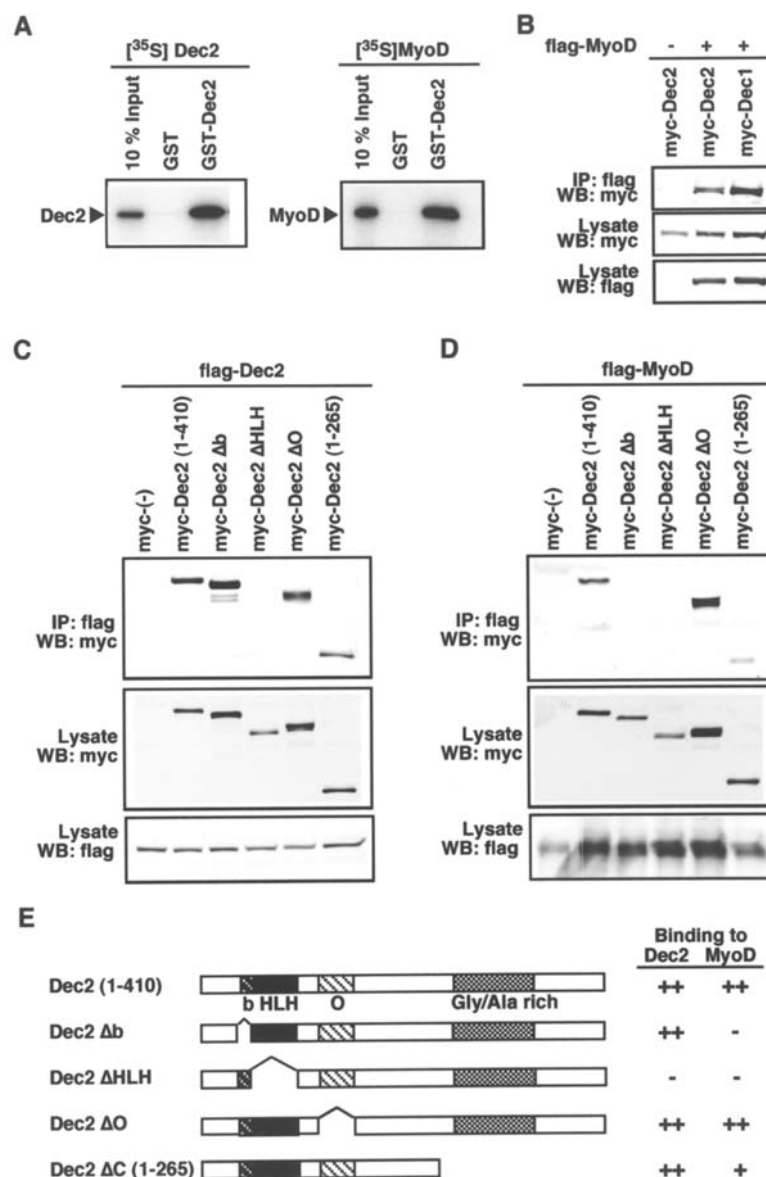 A
[35S] Dec2
10 % Input
GST
GST-Dec2
Dec2
[35S]MyoD
10 % Input
GST
GST-Dec2
MyoD
B
flag-MyoD - + +
myc-Dec2
myc-Dec2
myc-Dec1
IP: flag
WB: myc
Lysate
WB: myc
Lysate
WB: flag
C
flag-Dec2
myc-(-)
myc-Dec2 (1-410)
myc-Dec2 Δb
myc-Dec2 ΔHLH
myc-Dec2 ΔO
myc-Dec2 (1-265)
IP: flag
WB: myc
Lysate
WB: myc
Lysate
WB: flag
D
flag-MyoD
myc-(-)
myc-Dec2 (1-410)
myc-Dec2 Δb
myc-Dec2 ΔHLH
myc-Dec2 ΔO
myc-Dec2 (1-265)
IP: flag
WB: myc
Lysate
WB: myc
Lysate
WB: flag
E
Binding to
Dec2 MyoD
Dec2 (1-410) ++ ++
b HLH O Gly/Ala rich
Dec2 Δb ++ -
Dec2 ΔHLH - -
Dec2 ΔO ++ ++
Dec2 ΔC (1-265) ++ +